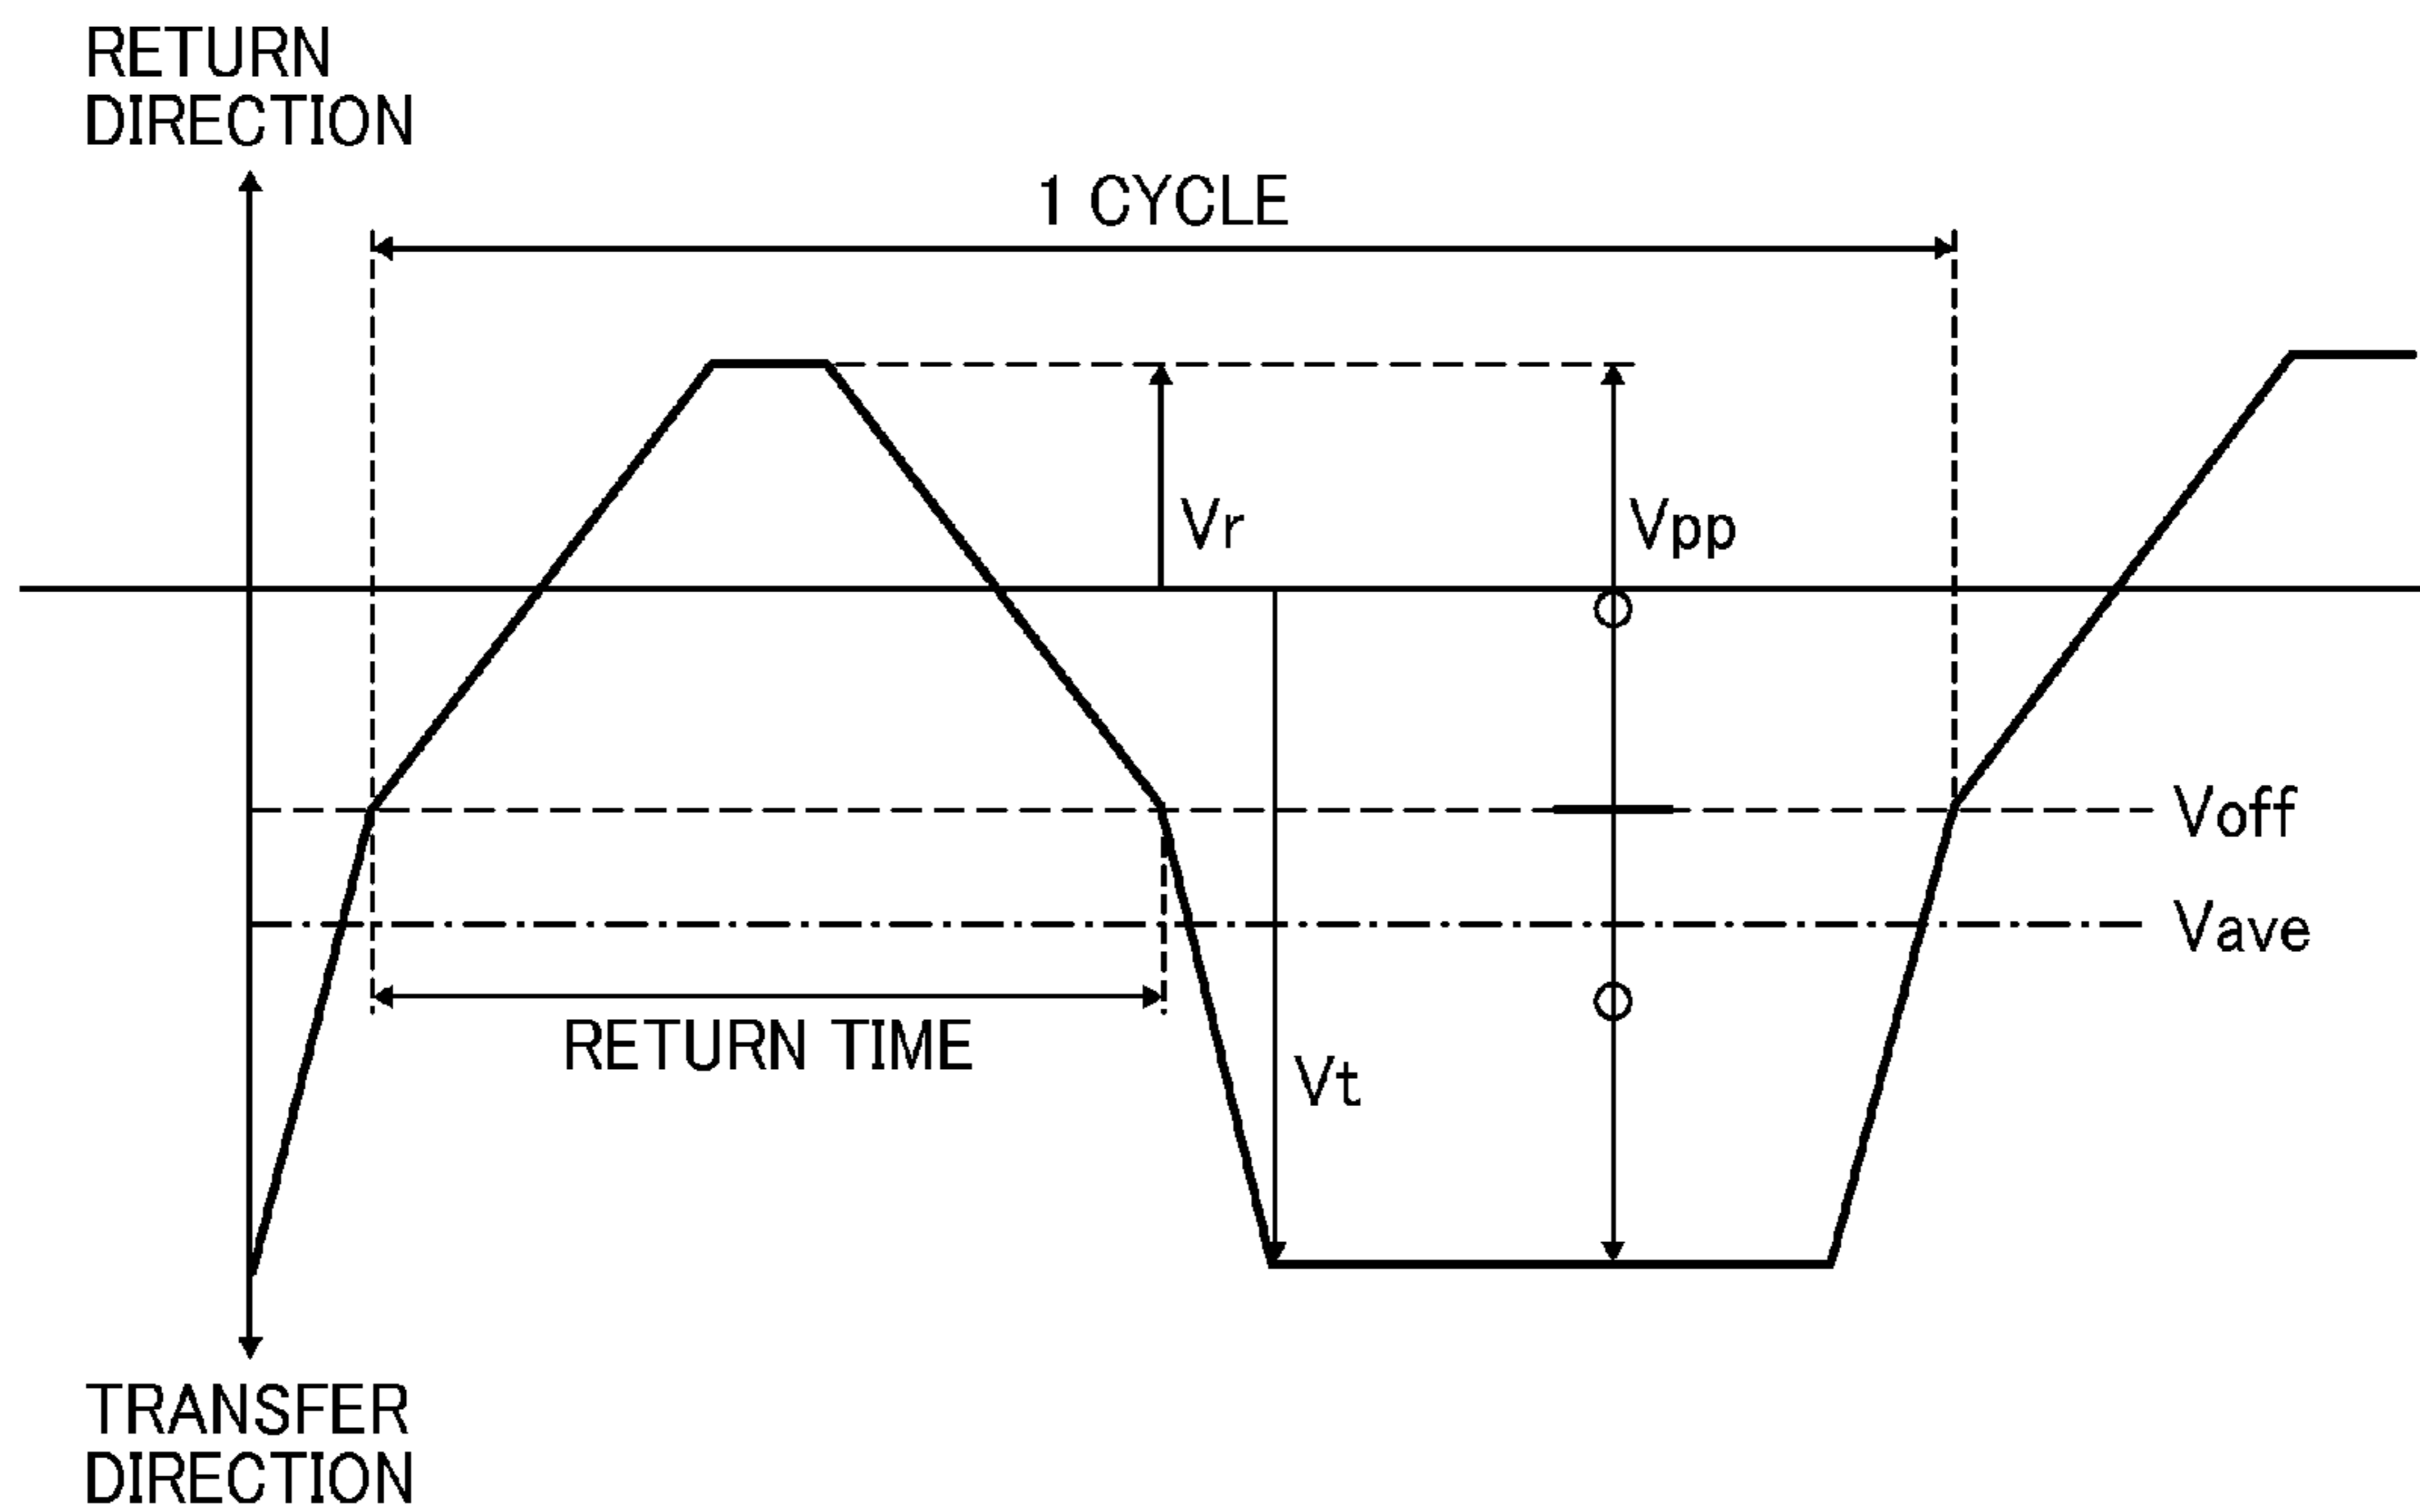 RETURN
DIRECTION
1 CYCLE
Vr
Vpp
Voff
Vave
RETURN TIME
Vt
TRANSFER
DIRECTION